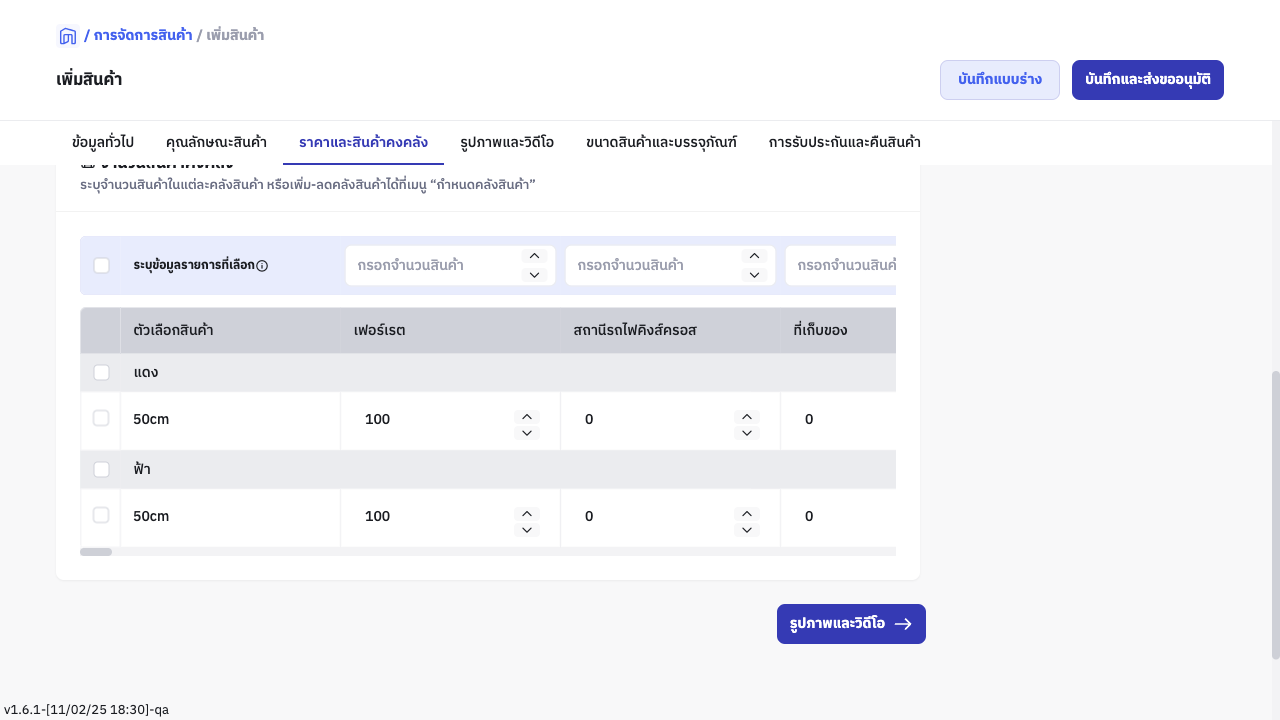 / การจัดการสินค้า / เพิ่มสินค้า
เพิ่มสินค้า
บันทึกแบบร่าง
บันทึกและส่งขออนุมัติ
ข้อมูลทั่วไป คุณลักษณะสินค้า ราคาและสินค้าคงคลัง รูปภาพและวิดีโอ ขนาดสินค้าและบรรจุภัณฑ์ การรับประกันและคืนสินค้า
ระบุจำนวนสินค้าในแต่ละคลังสินค้า หรือเพิ่ม-ลดคลังสินค้าได้ที่เมนู “กำหนดคลังสินค้า”
ระบุข้อมูลรายการที่เลือก กรอกจำนวนสินค้า กรอกจำนวนสินค้า กรอกจำนวนสินค้
ตัวเลือกสินค้า เฟอร์เรต สถานีรถไฟคิงส์ครอส ที่เก็บของ
แดง
50cm 100 0 0
ฟ้า
50cm 100 0 0
รูปภาพและวิดีโอ
v1.6.1-[11/02/25 18:30]-qa